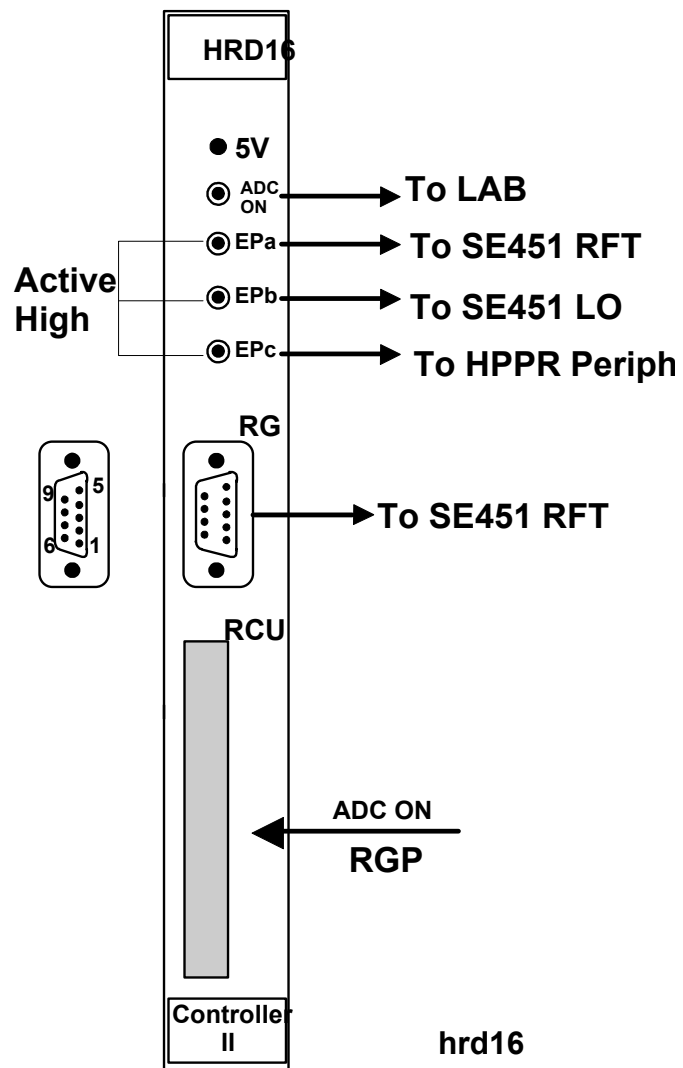 HRD16
5V
ADC
ON
To LAB
EPa
To SE451 RFT
Active
High
EPb
To SE451 LO
EPc
To HPPR Periph
RG
9
5
6
1
To SE451 RFT
RCU
ADC ON
RGP
Controller
II
hrd16